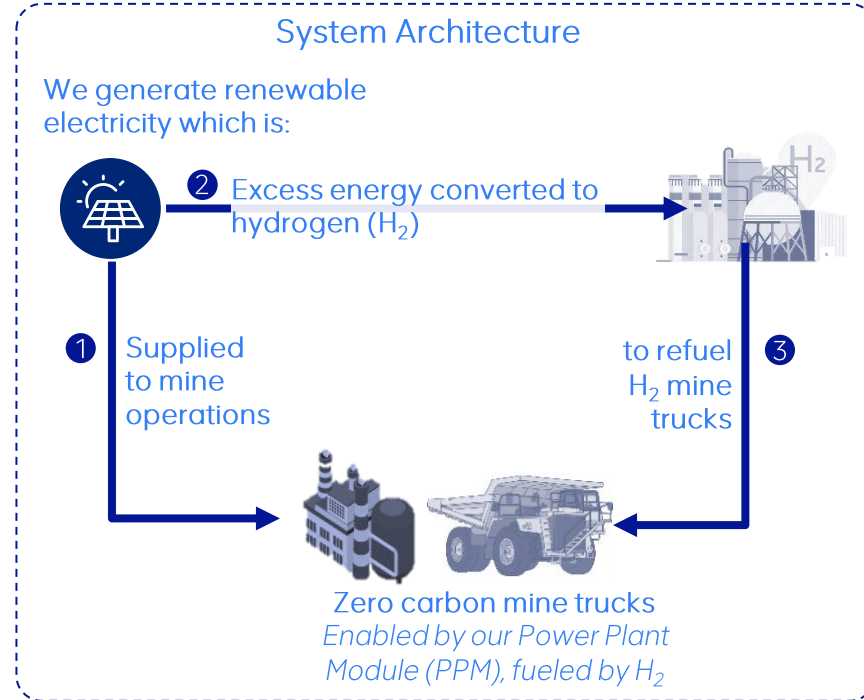 System Architecture
We generate renewable
electricity which is:
2
Excess energy converted to
hydrogen (H₂)
H₂
1
Supplied
to mine
operations
to refuel
H₂ mine
trucks
3
Zero carbon mine trucks
Enabled by our Power Plant
Module (PPM), fueled by H₂